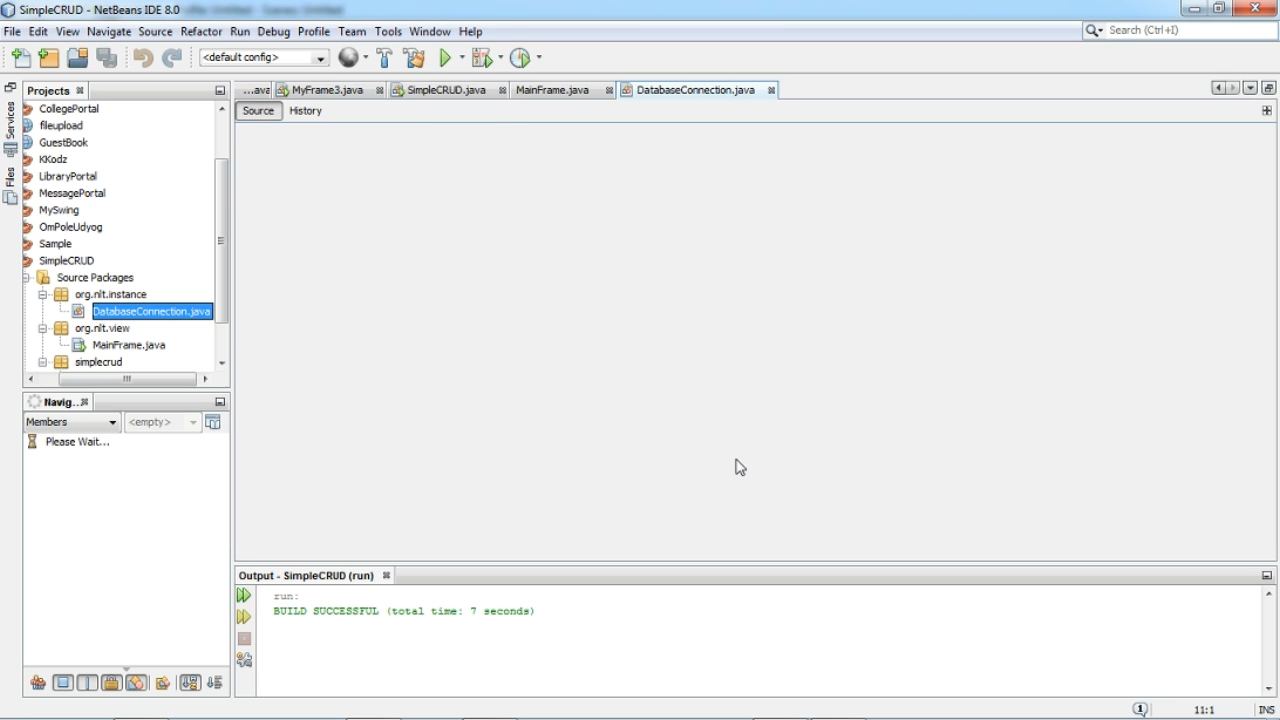 SimpleCRUD - NetBeans IDE 8.0
File Edit View Navigate Source Refactor Run Debug Profile Team Tools Window Help
Search (Ctrl+I)
<default config>
Projects
...ava MyFrame3.java SimpleCRUD.java MainFrame.java DatabaseConnection.java
Source History
Services
Files
CollegePortal
fileupload
GuestBook
KKodz
LibraryPortal
MessagePortal
MySwing
OmPoleUdyog
Sample
SimpleCRUD
Source Packages
org.nlt.instance
DatabaseConnection.java
org.nlt.view
MainFrame.java
simplecrud
Navig...
Members <empty>
Please Wait...
Output - SimpleCRUD (run)
run:
BUILD SUCCESSFUL (total time: 7 seconds)
1 11:1 INS